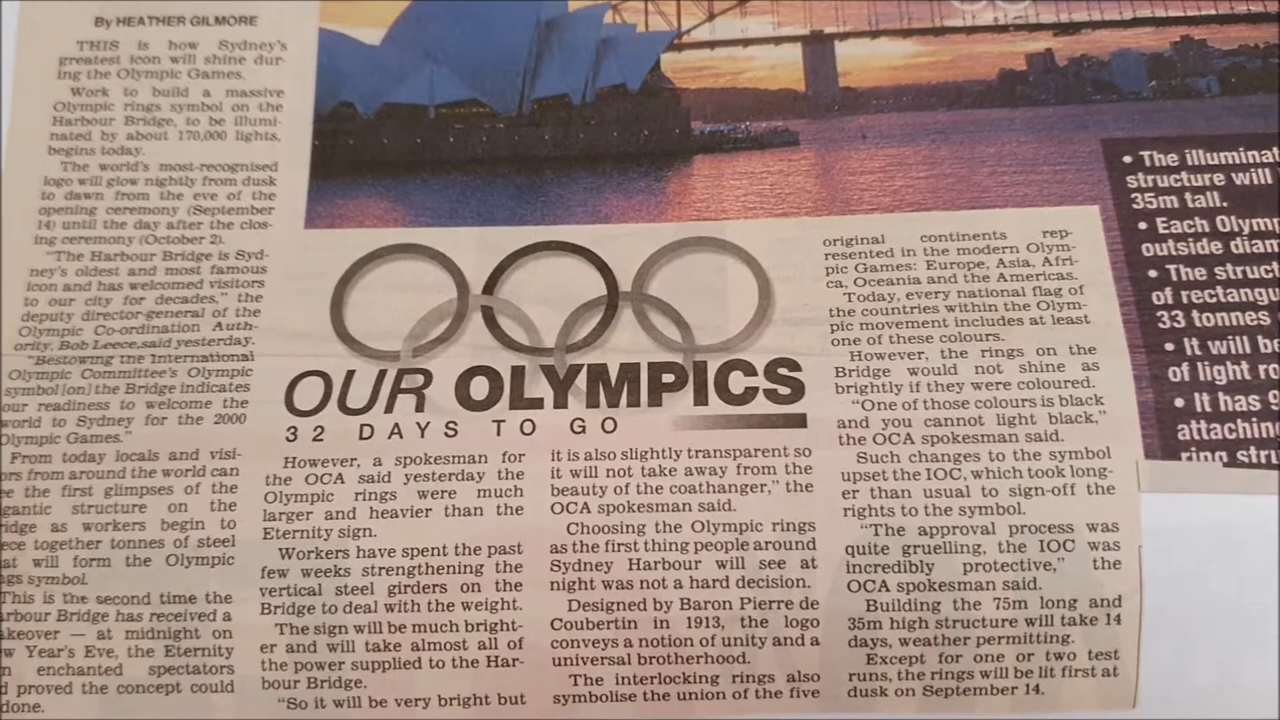 By HEATHER GILMORE
THIS is how Sydney's
greatest icon will shine dur-
ing the Olympic Games.
Work to build a massive
Olympic rings symbol on the
Harbour Bridge, to be illumi-
nated by about 170,000 lights,
begins today.
The world's most-recognised
logo will glow nightly from dusk
to dawn from the eve of the
opening ceremony (September
14) until the day after the clos-
ing ceremony (October 2).
"The Harbour Bridge is Syd-
ney's oldest and most famous
icon and has welcomed visitors
to our city for decades," the
deputy director-general of the
Olympic Co-ordination Auth-
ority, Bob Leece, said yesterday.
"Bestowing the International
Olympic Committee's Olympic
symbol [on] the Bridge indicates
our readiness to welcome the
world to Sydney for the 2000
Olympic Games."
From today locals and visi-
ors from around the world can
e the first glimpses of the
gantic structure on the
idge as workers begin to
ece together tonnes of steel
at will form the Olympic
gs symbol.
This is the second time the
rbour Bridge has received a
akeover — at midnight on
w Year's Eve, the Eternity
n enchanted spectators
d proved the concept could
done.
OUR OLYMPICS
32 DAYS TO GO
However, a spokesman for
the OCA said yesterday the
Olympic rings were much
larger and heavier than the
Eternity sign.
Workers have spent the past
few weeks strengthening the
vertical steel girders on the
Bridge to deal with the weight.
The sign will be much bright-
er and will take almost all of
the power supplied to the Har-
bour Bridge.
"So it will be very bright but
it is also slightly transparent so
it will not take away from the
beauty of the coathanger," the
OCA spokesman said.
Choosing the Olympic rings
as the first thing people around
Sydney Harbour will see at
night was not a hard decision.
Designed by Baron Pierre de
Coubertin in 1913, the logo
conveys a notion of unity and a
universal brotherhood.
The interlocking rings also
symbolise the union of the five
original continents rep-
resented in the modern Olym-
pic Games: Europe, Asia, Afri-
ca, Oceania and the Americas.
Today, every national flag of
the countries within the Olym-
pic movement includes at least
one of these colours.
However, the rings on the
Bridge would not shine as
brightly if they were coloured.
"One of those colours is black
and you cannot light black,"
the OCA spokesman said.
Such changes to the symbol
upset the IOC, which took long-
er than usual to sign-off the
rights to the symbol.
"The approval process was
quite gruelling, the IOC was
incredibly protective," the
OCA spokesman said.
Building the 75m long and
35m high structure will take 14
days, weather permitting.
Except for one or two test
runs, the rings will be lit first at
dusk on September 14.
• The illuminat
structure will
35m tall.
• Each Olymp
outside diam
• The struct
of rectangu
33 tonnes
• It will be
of light ro
• It has 9
attaching
ring stru